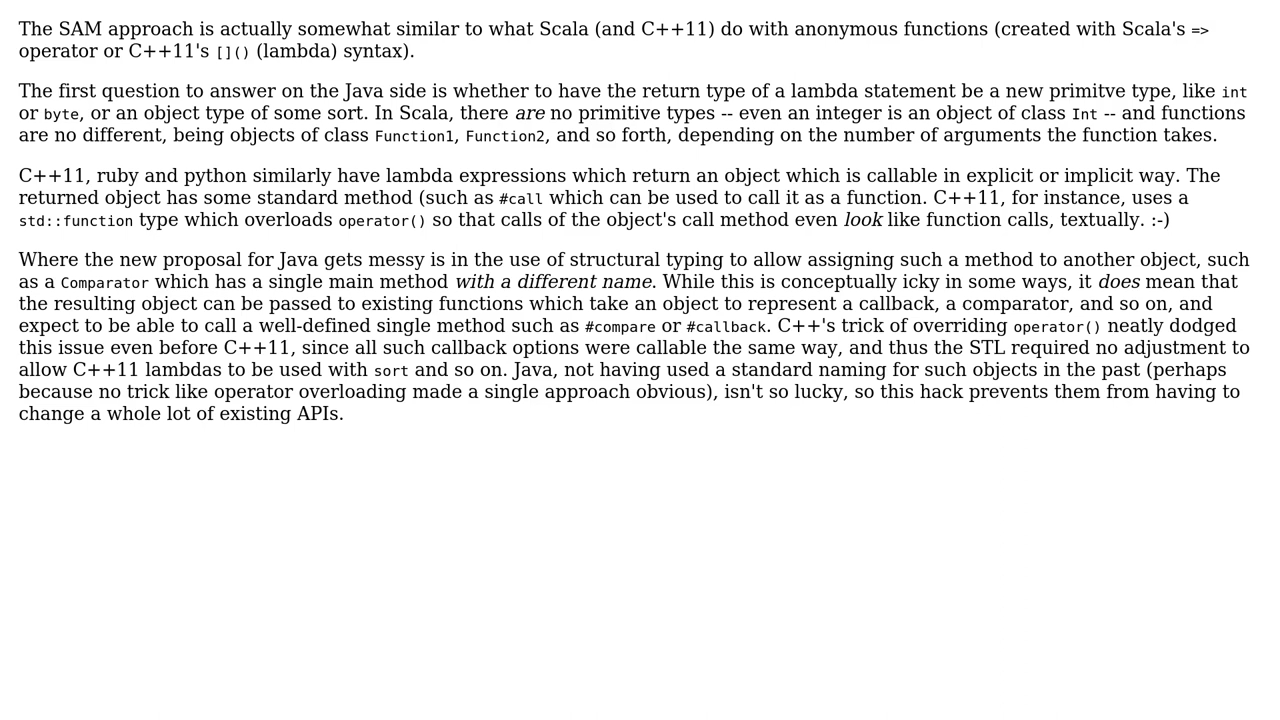 The SAM approach is actually somewhat similar to what Scala (and C++11) do with anonymous functions (created with Scala's =>
operator or C++11's []() (lambda) syntax).
The first question to answer on the Java side is whether to have the return type of a lambda statement be a new primitve type, like int
or byte, or an object type of some sort. In Scala, there are no primitive types -- even an integer is an object of class Int -- and functions
are no different, being objects of class Function1, Function2, and so forth, depending on the number of arguments the function takes.
C++11, ruby and python similarly have lambda expressions which return an object which is callable in explicit or implicit way. The
returned object has some standard method (such as #call which can be used to call it as a function. C++11, for instance, uses a
std::function type which overloads operator() so that calls of the object's call method even look like function calls, textually. :-)
Where the new proposal for Java gets messy is in the use of structural typing to allow assigning such a method to another object, such
as a Comparator which has a single main method with a different name. While this is conceptually icky in some ways, it does mean that
the resulting object can be passed to existing functions which take an object to represent a callback, a comparator, and so on, and
expect to be able to call a well-defined single method such as #compare or #callback. C++'s trick of overriding operator() neatly dodged
this issue even before C++11, since all such callback options were callable the same way, and thus the STL required no adjustment to
allow C++11 lambdas to be used with sort and so on. Java, not having used a standard naming for such objects in the past (perhaps
because no trick like operator overloading made a single approach obvious), isn't so lucky, so this hack prevents them from having to
change a whole lot of existing APIs.